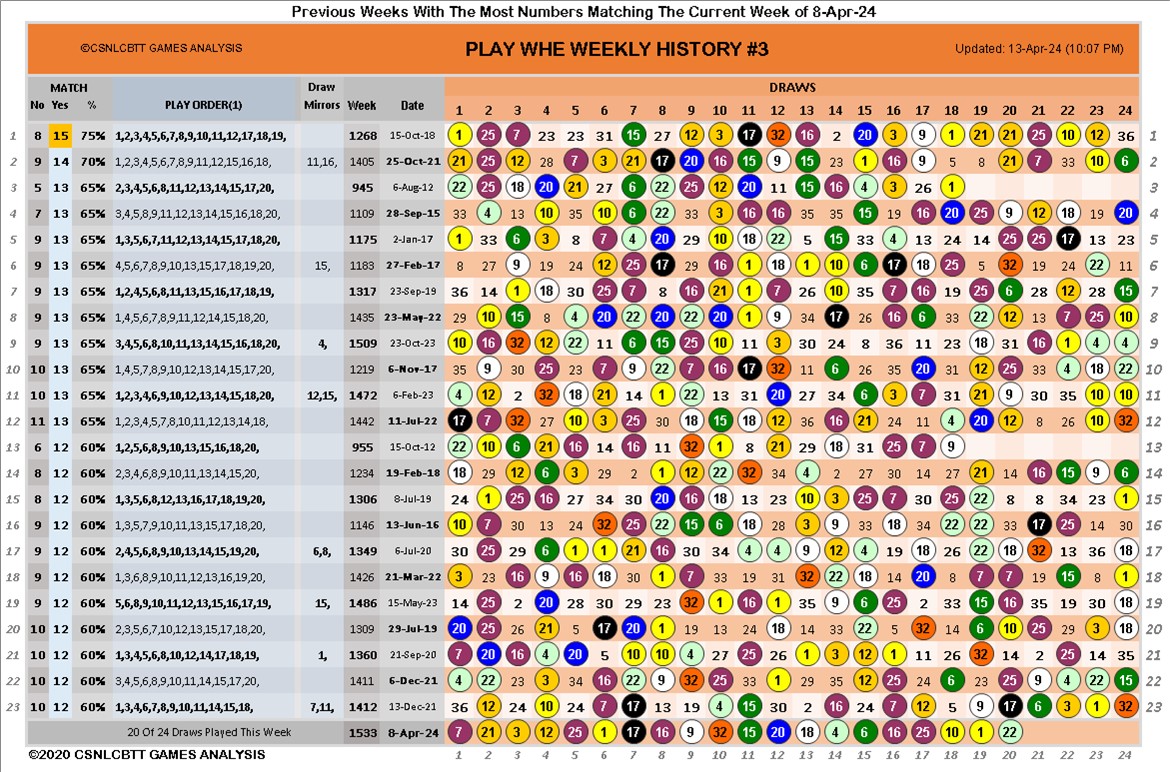 Previous Weeks With The Most Numbers Matching The Current Week of 8-Apr-24
©CSNLCBTT GAMES ANALYSIS PLAY WHE WEEKLY HISTORY #3 Updated: 13-Apr-24 (10:07 PM)
MATCH Draw DRAWS
No Yes % PLAY ORDER(1) Mirrors Week Date 1 2 3 4 5 6 7 8 9 10 11 12 13 14 15 16 17 18 19 20 21 22 23 24
1 8 15 75% 1,2,3,4,5,6,7,8,9,10,11,12,17,18,19, 1268 15-Oct-18 1 25 7 23 23 31 15 27 12 3 17 32 16 2 20 3 9 1 21 21 25 10 12 36 1
2 9 14 70% 1,2,3,4,5,6,7,8,9,11,12,15,16,18, 11,16, 1405 25-Oct-21 21 25 12 28 7 3 21 17 20 16 15 9 15 23 1 16 9 5 8 21 7 33 10 6 2
3 5 13 65% 2,3,4,5,6,8,11,12,13,14,15,17,20, 945 6-Aug-12 22 25 18 20 21 27 6 22 25 12 20 11 15 16 4 3 26 1 3
4 7 13 65% 3,4,5,8,9,11,12,13,14,15,16,18,20, 1109 28-Sep-15 33 4 13 10 35 10 6 22 33 3 16 16 35 35 15 19 16 20 25 9 12 18 19 20 4
5 9 13 65% 1,3,5,6,7,11,12,13,14,15,17,18,20, 1175 2-Jan-17 1 33 6 3 8 7 4 20 29 10 18 22 5 15 33 4 13 24 14 25 25 17 13 23 5
6 9 13 65% 4,5,6,7,8,9,10,13,15,17,18,19,20, 15, 1183 27-Feb-17 8 27 9 19 24 12 25 17 29 16 1 18 1 10 6 17 18 25 5 32 19 24 22 11 6
7 9 13 65% 1,2,4,5,6,8,11,13,15,16,17,18,19, 1317 23-Sep-19 36 14 1 18 30 25 7 8 16 21 1 7 26 10 35 7 16 19 25 6 28 12 28 15 7
8 9 13 65% 1,4,5,6,7,8,9,11,12,14,15,18,20, 1435 23-May-22 29 10 15 8 4 20 22 20 22 20 1 9 34 17 26 16 6 33 22 12 13 7 25 10 8
9 9 13 65% 3,4,5,6,8,10,11,13,14,15,16,18,20, 4, 1509 23-Oct-23 10 16 32 12 22 11 6 15 25 10 11 3 30 24 8 36 11 23 18 31 16 1 4 4 9
10 10 13 65% 1,4,5,7,8,9,10,12,13,15,17,18,20, 1219 6-Nov-17 35 9 30 25 23 7 9 22 7 16 17 32 11 6 26 35 20 31 12 25 33 4 18 22 10
11 10 13 65% 1,2,3,4,6,9,10,12,13,14,15,18,20, 12,15, 1472 6-Feb-23 4 12 2 32 18 21 14 1 22 13 31 20 27 34 6 3 7 31 21 9 30 35 10 10 11
12 11 13 65% 1,2,3,4,5,7,8,10,11,12,13,14,18, 1442 11-Jul-22 17 7 32 35 10 3 25 30 18 15 18 12 36 16 21 24 11 4 20 12 8 26 10 32 12
13 6 12 60% 1,2,5,6,8,9,11,13,15,16,18,20, 955 15-Oct-12 22 10 6 21 16 14 16 11 32 1 8 21 29 18 31 25 7 9 13
14 8 12 60% 2,3,4,6,8,9,10,11,13,14,15,20, 1234 19-Feb-18 18 29 12 6 3 29 2 1 12 22 32 34 4 2 27 30 14 27 21 14 16 15 9 6 14
15 8 12 60% 1,3,5,6,8,12,13,16,17,18,19,20, 1306 8-Jul-19 24 1 25 16 27 34 30 20 16 18 13 23 10 3 25 7 30 25 22 8 8 34 23 1 15
16 9 12 60% 1,3,5,7,9,10,11,13,15,17,18,20, 1146 13-Jun-16 10 7 30 13 24 32 25 22 15 6 18 28 3 9 33 18 34 22 22 31 17 25 14 30 16
17 9 12 60% 2,4,5,6,8,9,10,13,14,15,19,20, 6,8, 1349 6-Jul-20 30 25 29 6 1 1 21 16 30 34 4 4 9 12 4 19 18 26 22 18 32 13 36 18 17
18 9 12 60% 1,3,6,8,9,10,11,12,13,16,19,20, 1426 21-Mar-22 3 23 16 9 16 18 30 1 7 33 19 31 32 22 18 14 20 8 7 7 19 15 8 1 18
19 9 12 60% 5,6,8,9,10,11,12,13,15,16,17,19, 15, 1486 15-May-23 14 25 2 20 28 30 29 23 32 1 16 1 35 9 6 25 2 33 15 16 35 19 30 18 19
20 10 12 60% 2,3,5,6,7,10,12,13,15,17,18,20, 1309 29-Jul-19 20 25 26 21 5 17 20 1 19 13 24 18 14 33 22 5 32 14 6 10 25 29 3 18 20
21 10 12 60% 1,3,4,5,6,8,10,12,14,17,18,19, 1, 1360 21-Sep-20 7 20 16 4 20 5 10 10 4 27 25 26 1 3 12 1 11 26 32 14 2 25 14 35 21
22 10 12 60% 3,4,5,6,8,9,10,12,13,15,17,20, 1411 6-Dec-21 4 22 23 3 34 16 22 9 32 25 33 1 29 35 12 25 24 6 23 25 9 4 22 15 22
23 10 12 60% 1,3,4,6,7,8,9,10,11,14,15,18, 7,11, 1412 13-Dec-21 36 12 24 10 24 7 17 13 19 4 15 30 2 16 24 7 12 5 9 17 6 3 1 32 23
20 Of 24 Draws Played This Week 1533 8-Apr-24 7 21 3 12 25 1 17 16 9 32 15 20 18 4 6 16 25 10 1 22
©2020 CSNLCBTT GAMES ANALYSIS 1 2 3 4 5 6 7 8 9 10 11 12 13 14 15 16 17 18 19 20 21 22 23 24